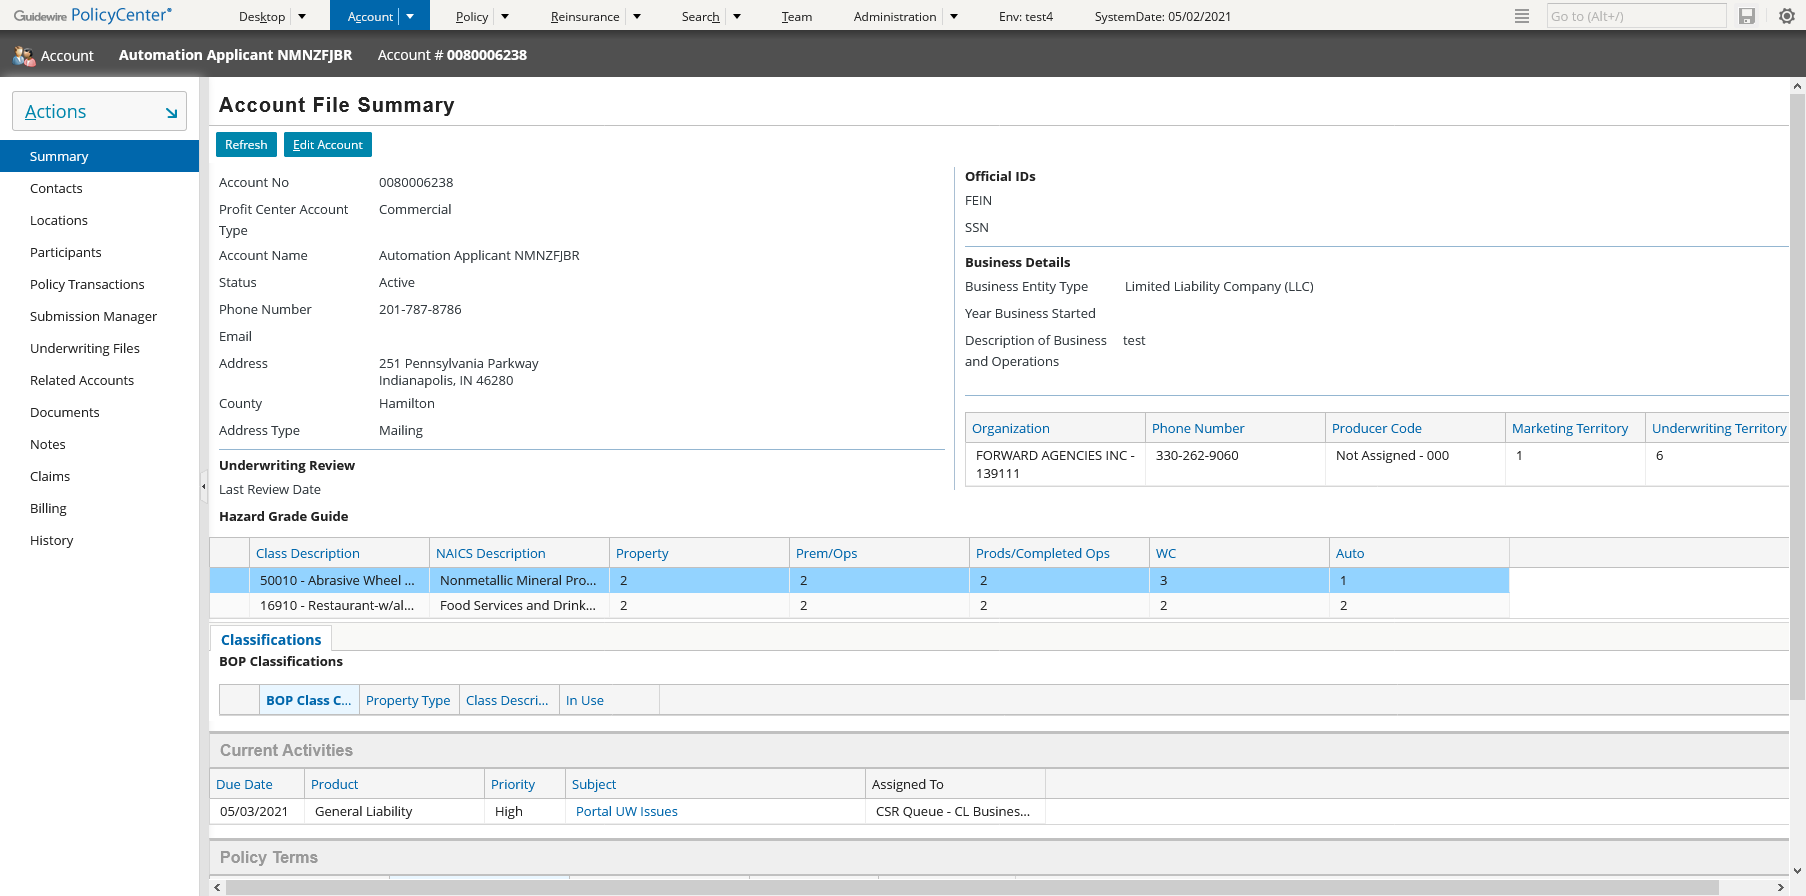 Guidewire PolicyCenter® Desktop Account Policy Reinsurance Search Team Administration Env: test4 SystemDate: 05/02/2021 Go to (Alt+/)
Account Automation Applicant NMNZFJBR Account # 0080006238
Actions
Summary
Contacts
Locations
Participants
Policy Transactions
Submission Manager
Underwriting Files
Related Accounts
Documents
Notes
Claims
Billing
History
Account File Summary
Refresh Edit Account
Account No 0080006238
Profit Center Account Commercial
Type
Account Name Automation Applicant NMNZFJBR
Status Active
Phone Number 201-787-8786
Email
Address 251 Pennsylvania Parkway
Indianapolis, IN 46280
County Hamilton
Address Type Mailing
Underwriting Review
Last Review Date
Official IDs
FEIN
SSN
Business Details
Business Entity Type Limited Liability Company (LLC)
Year Business Started
Description of Business test
and Operations
Organization Phone Number Producer Code Marketing Territory Underwriting Territory
FORWARD AGENCIES INC - 330-262-9060 Not Assigned - 000 1 6
139111
Hazard Grade Guide
Class Description NAICS Description Property Prem/Ops Prods/Completed Ops WC Auto
50010 - Abrasive Wheel ... Nonmetallic Mineral Pro... 2 2 2 3 1
16910 - Restaurant-w/al... Food Services and Drink... 2 2 2 2 2
Classifications
BOP Classifications
BOP Class C... Property Type Class Descri... In Use
Current Activities
Due Date Product Priority Subject Assigned To
05/03/2021 General Liability High Portal UW Issues CSR Queue - CL Busines...
Policy Terms